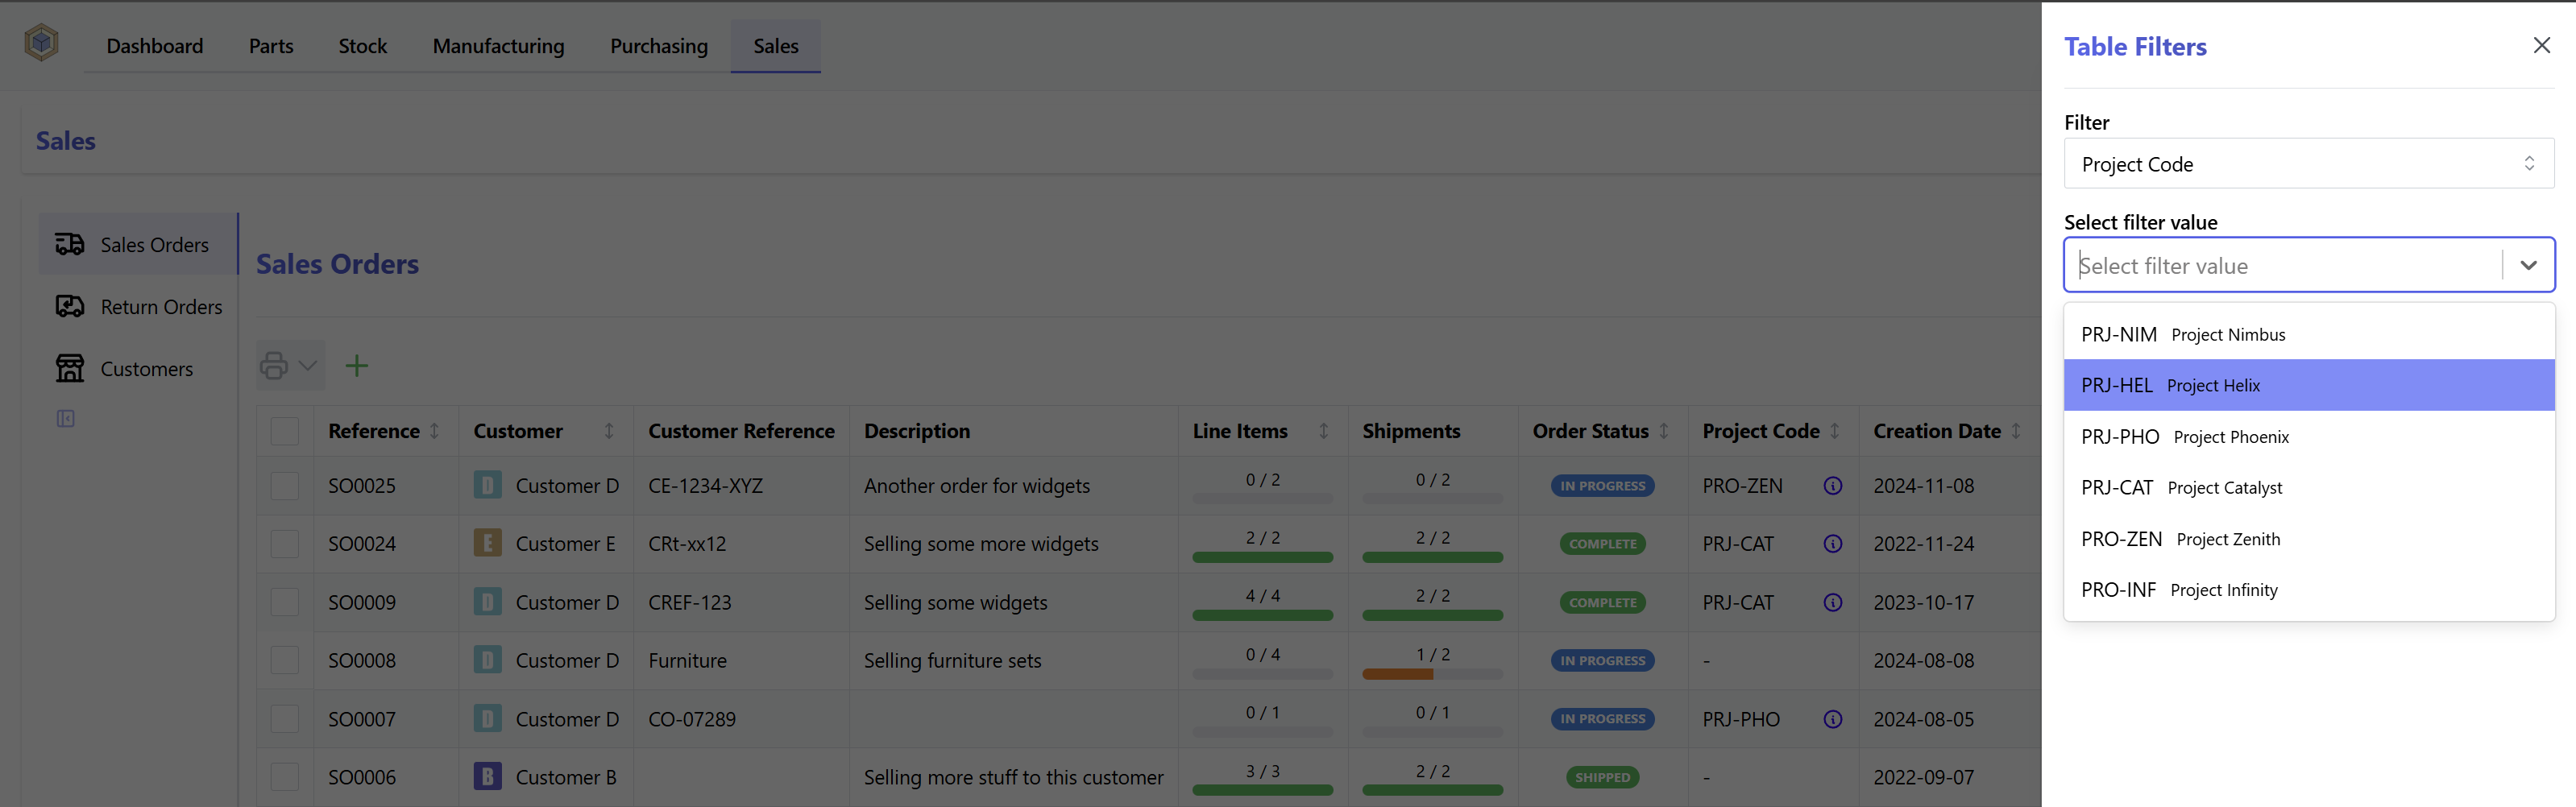 Dashboard Parts Stock Manufacturing Purchasing Sales
Sales
Sales Orders
Return Orders
Customers
Sales Orders
Reference Customer Customer Reference Description Line Items Shipments Order Status Project Code Creation Date
SO0025 D Customer D CE-1234-XYZ Another order for widgets 0 / 2 0 / 2 IN PROGRESS PRO-ZEN 2024-11-08
SO0024 E Customer E CRt-xx12 Selling some more widgets 2 / 2 2 / 2 COMPLETE PRJ-CAT 2022-11-24
SO0009 D Customer D CREF-123 Selling some widgets 4 / 4 2 / 2 COMPLETE PRJ-CAT 2023-10-17
SO0008 D Customer D Furniture Selling furniture sets 0 / 4 1 / 2 IN PROGRESS - 2024-08-08
SO0007 D Customer D CO-07289 0 / 1 0 / 1 IN PROGRESS PRJ-PHO 2024-08-05
SO0006 B Customer B Selling more stuff to this customer 3 / 3 2 / 2 SHIPPED - 2022-09-07
Table Filters
Filter
Project Code
Select filter value
Select filter value
PRJ-NIM Project Nimbus
PRJ-HEL Project Helix
PRJ-PHO Project Phoenix
PRJ-CAT Project Catalyst
PRO-ZEN Project Zenith
PRO-INF Project Infinity